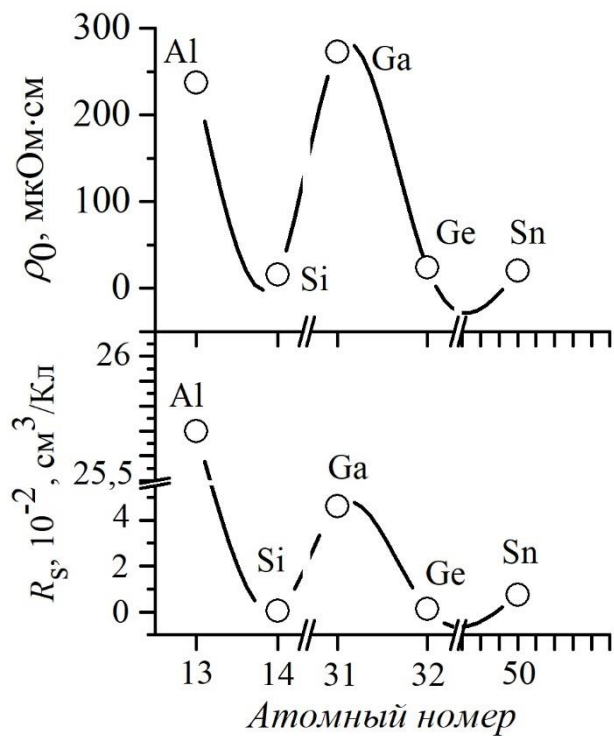 300
Al
Ga
200
ρ0, мкОм·см
100
Ge
Sn
0
Si
26
Al
25,5
Ga
Rs, 10-2, см3/Кл
4
Si
Ge
Sn
2
0
13 14 31 32 50
Атомный номер